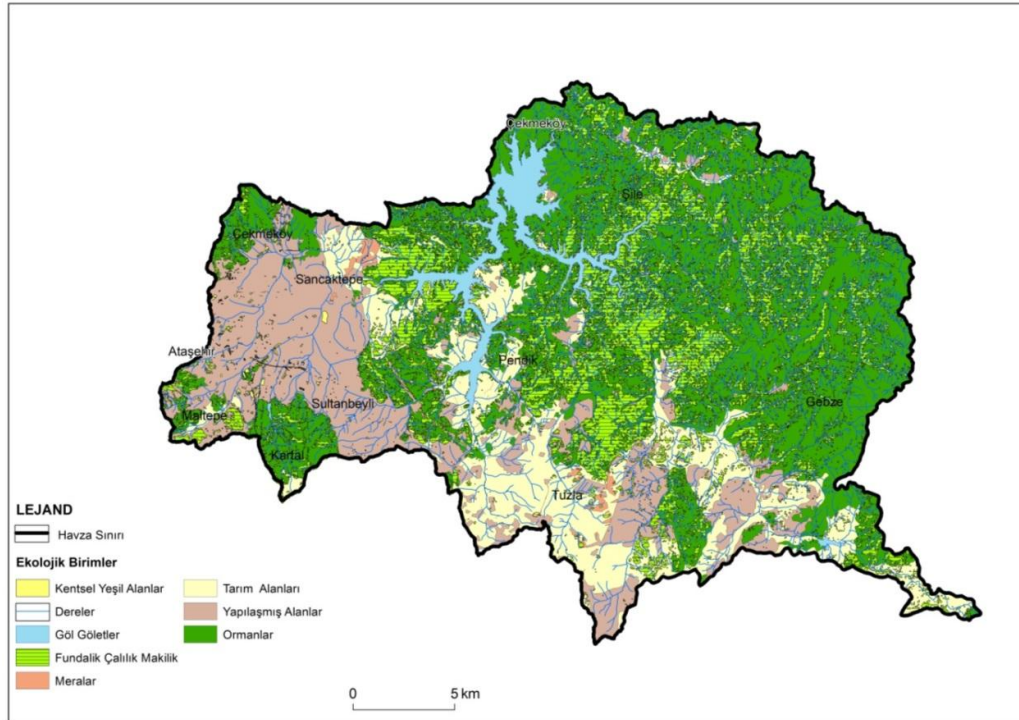 Çekmeköy
Şile
Çekmeköy
Sancaktepe
Ataşehir
Pendik
Sultanbeyli
Gebze
Maltepe
Kartal
Tuzla
LEJAND
Havza Sınırı
Ekolojik Birimler
Kentsel Yeşil Alanlar
Tarım Alanları
Dereler
Yapılaşmış Alanlar
Göl Göletler
Ormanlar
Fundalik Çalılık Makilik
Meralar
0 5 km